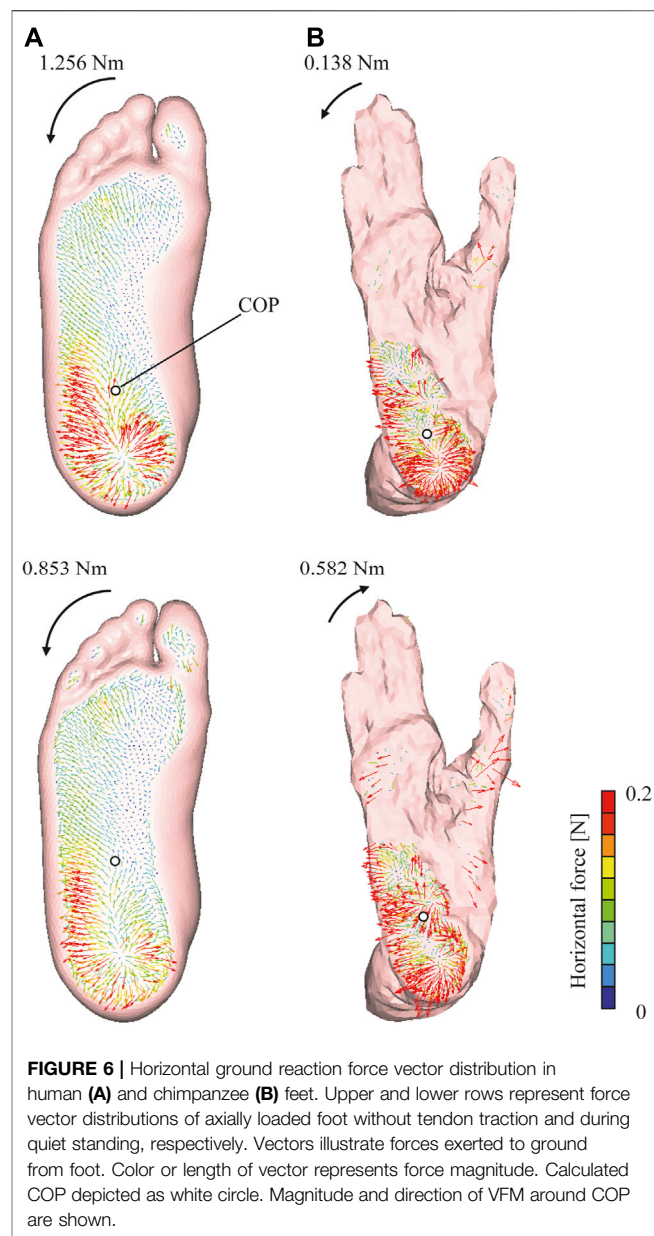 A
B
1.256 Nm
0.138 Nm
COP
0.853 Nm
0.582 Nm
0.2
Horizontal force [N]
0
FIGURE 6 | Horizontal ground reaction force vector distribution in
human (A) and chimpanzee (B) feet. Upper and lower rows represent force
vector distributions of axially loaded foot without tendon traction and during
quiet standing, respectively. Vectors illustrate forces exerted to ground
from foot. Color or length of vector represents force magnitude. Calculated
COP depicted as white circle. Magnitude and direction of VFM around COP
are shown.